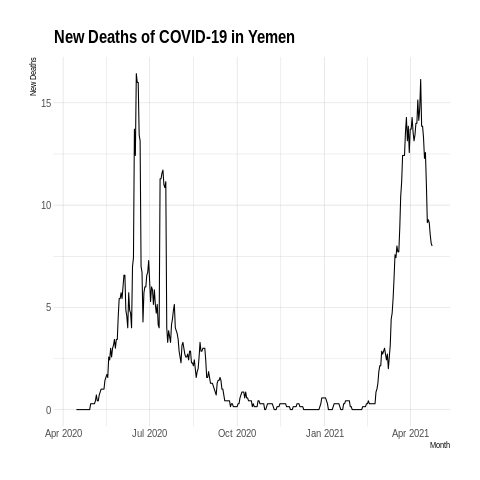 New Deaths of COVID-19 in Yemen
New Deaths
15
10
5
0
Apr 2020 Jul 2020 Oct 2020 Jan 2021 Apr 2021
Month